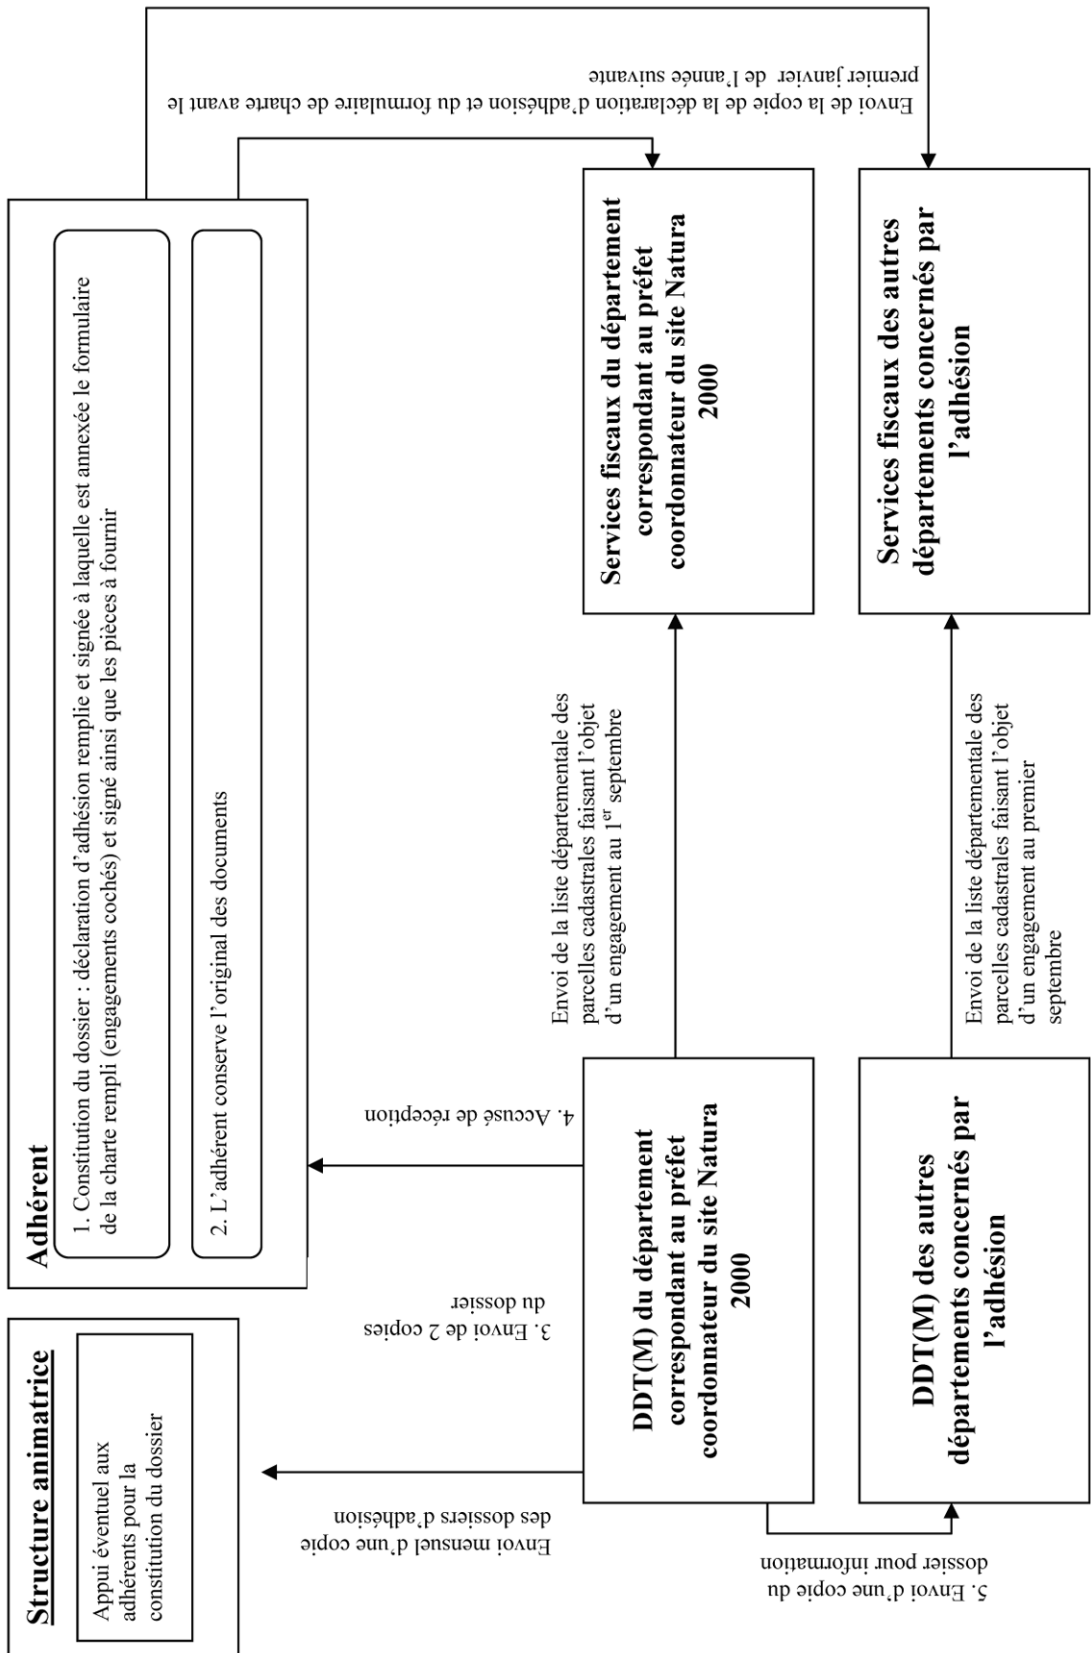 Structure animatrice
Appui éventuel aux
adhérents pour la
constitution du dossier
Adhérent
1. Constitution du dossier : déclaration d’adhésion remplie et signée à laquelle est annexée le formulaire
de la charte rempli (engagements cochés) et signé ainsi que les pièces à fournir
2. L’adhérent conserve l’original des documents
Envoi mensuel d’une copie
des dossiers d’adhésion
3. Envoi de 2 copies
du dossier
4. Accusé de réception
DDT(M) du département
correspondant au préfet
coordonnateur du site Natura
2000
Envoi de la liste départementale des
parcelles cadastrales faisant l’objet
d’un engagement au 1er septembre
Services fiscaux du département
correspondant au préfet
coordonnateur du site Natura
2000
Envoi de la copie de la déclaration d’adhésion et du formulaire de charte avant le
premier janvier de l’année suivante
5. Envoi d’une copie du
dossier pour information
DDT(M) des autres
départements concernés par
l’adhésion
Envoi de la liste départementale des
parcelles cadastrales faisant l’objet
d’un engagement au premier
septembre
Services fiscaux des autres
départements concernés par
l’adhésion